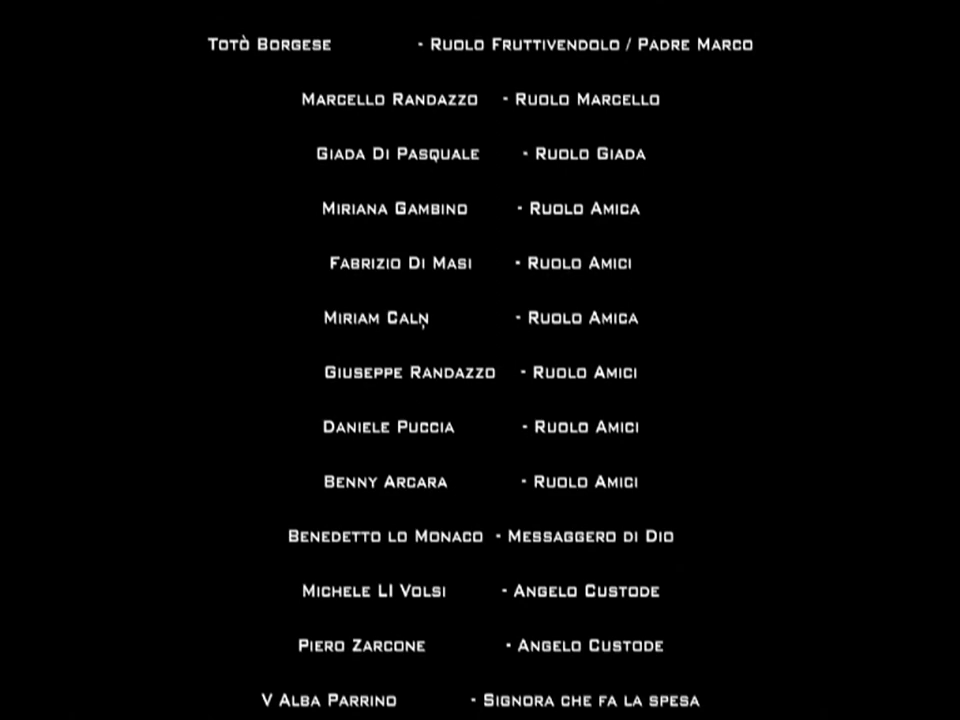 Totò Borgese - Ruolo Fruttivendolo / Padre Marco
Marcello Randazzo - Ruolo Marcello
Giada Di Pasquale - Ruolo Giada
Miriana Gambino - Ruolo Amica
Fabrizio Di Masi - Ruolo Amici
Miriam Calņ - Ruolo Amica
Giuseppe Randazzo - Ruolo Amici
Daniele Puccia - Ruolo Amici
Benny Arcara - Ruolo Amici
Benedetto lo Monaco - Messaggero di Dio
Michele LI Volsi - Angelo Custode
Piero Zarcone - Angelo Custode
V Alba Parrino - Signora che fa la spesa